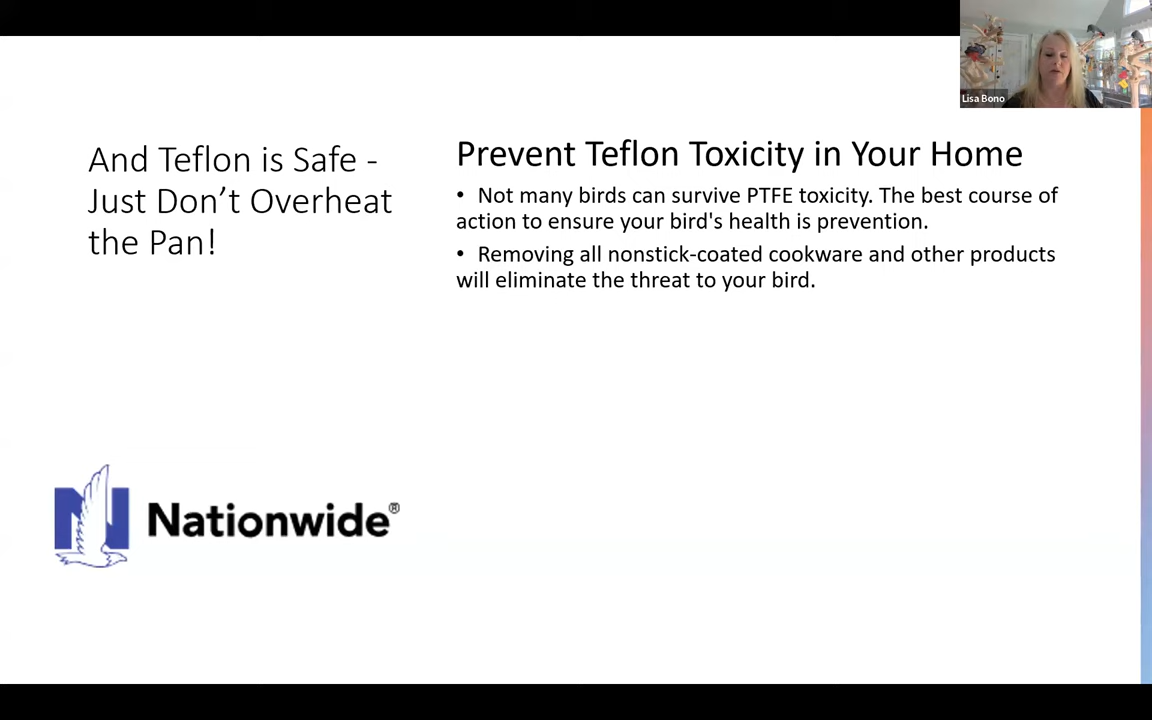 Lisa Bono
And Teflon is Safe -
Just Don’t Overheat
the Pan!
Prevent Teflon Toxicity in Your Home
• Not many birds can survive PTFE toxicity. The best course of
action to ensure your bird's health is prevention.
• Removing all nonstick-coated cookware and other products
will eliminate the threat to your bird.
N
Nationwide®